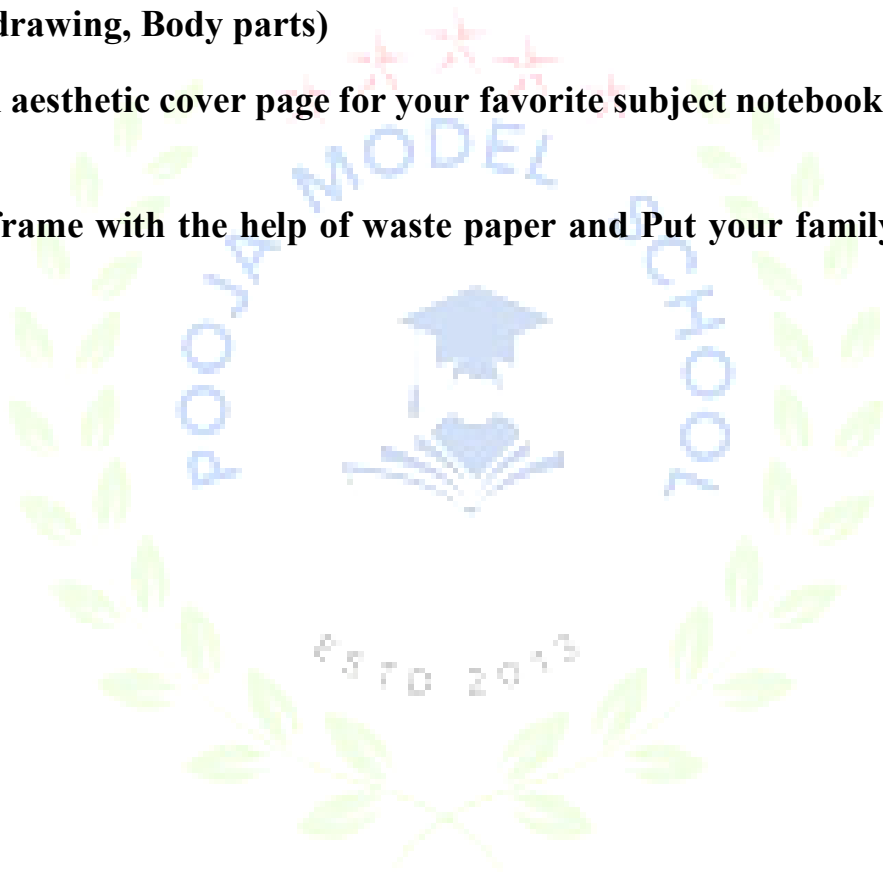 drawing, Body parts)
aesthetic cover page for your favorite subject notebook
frame with the help of waste paper and Put your family
POOJA MODEL SCHOOL
ESTD 2013